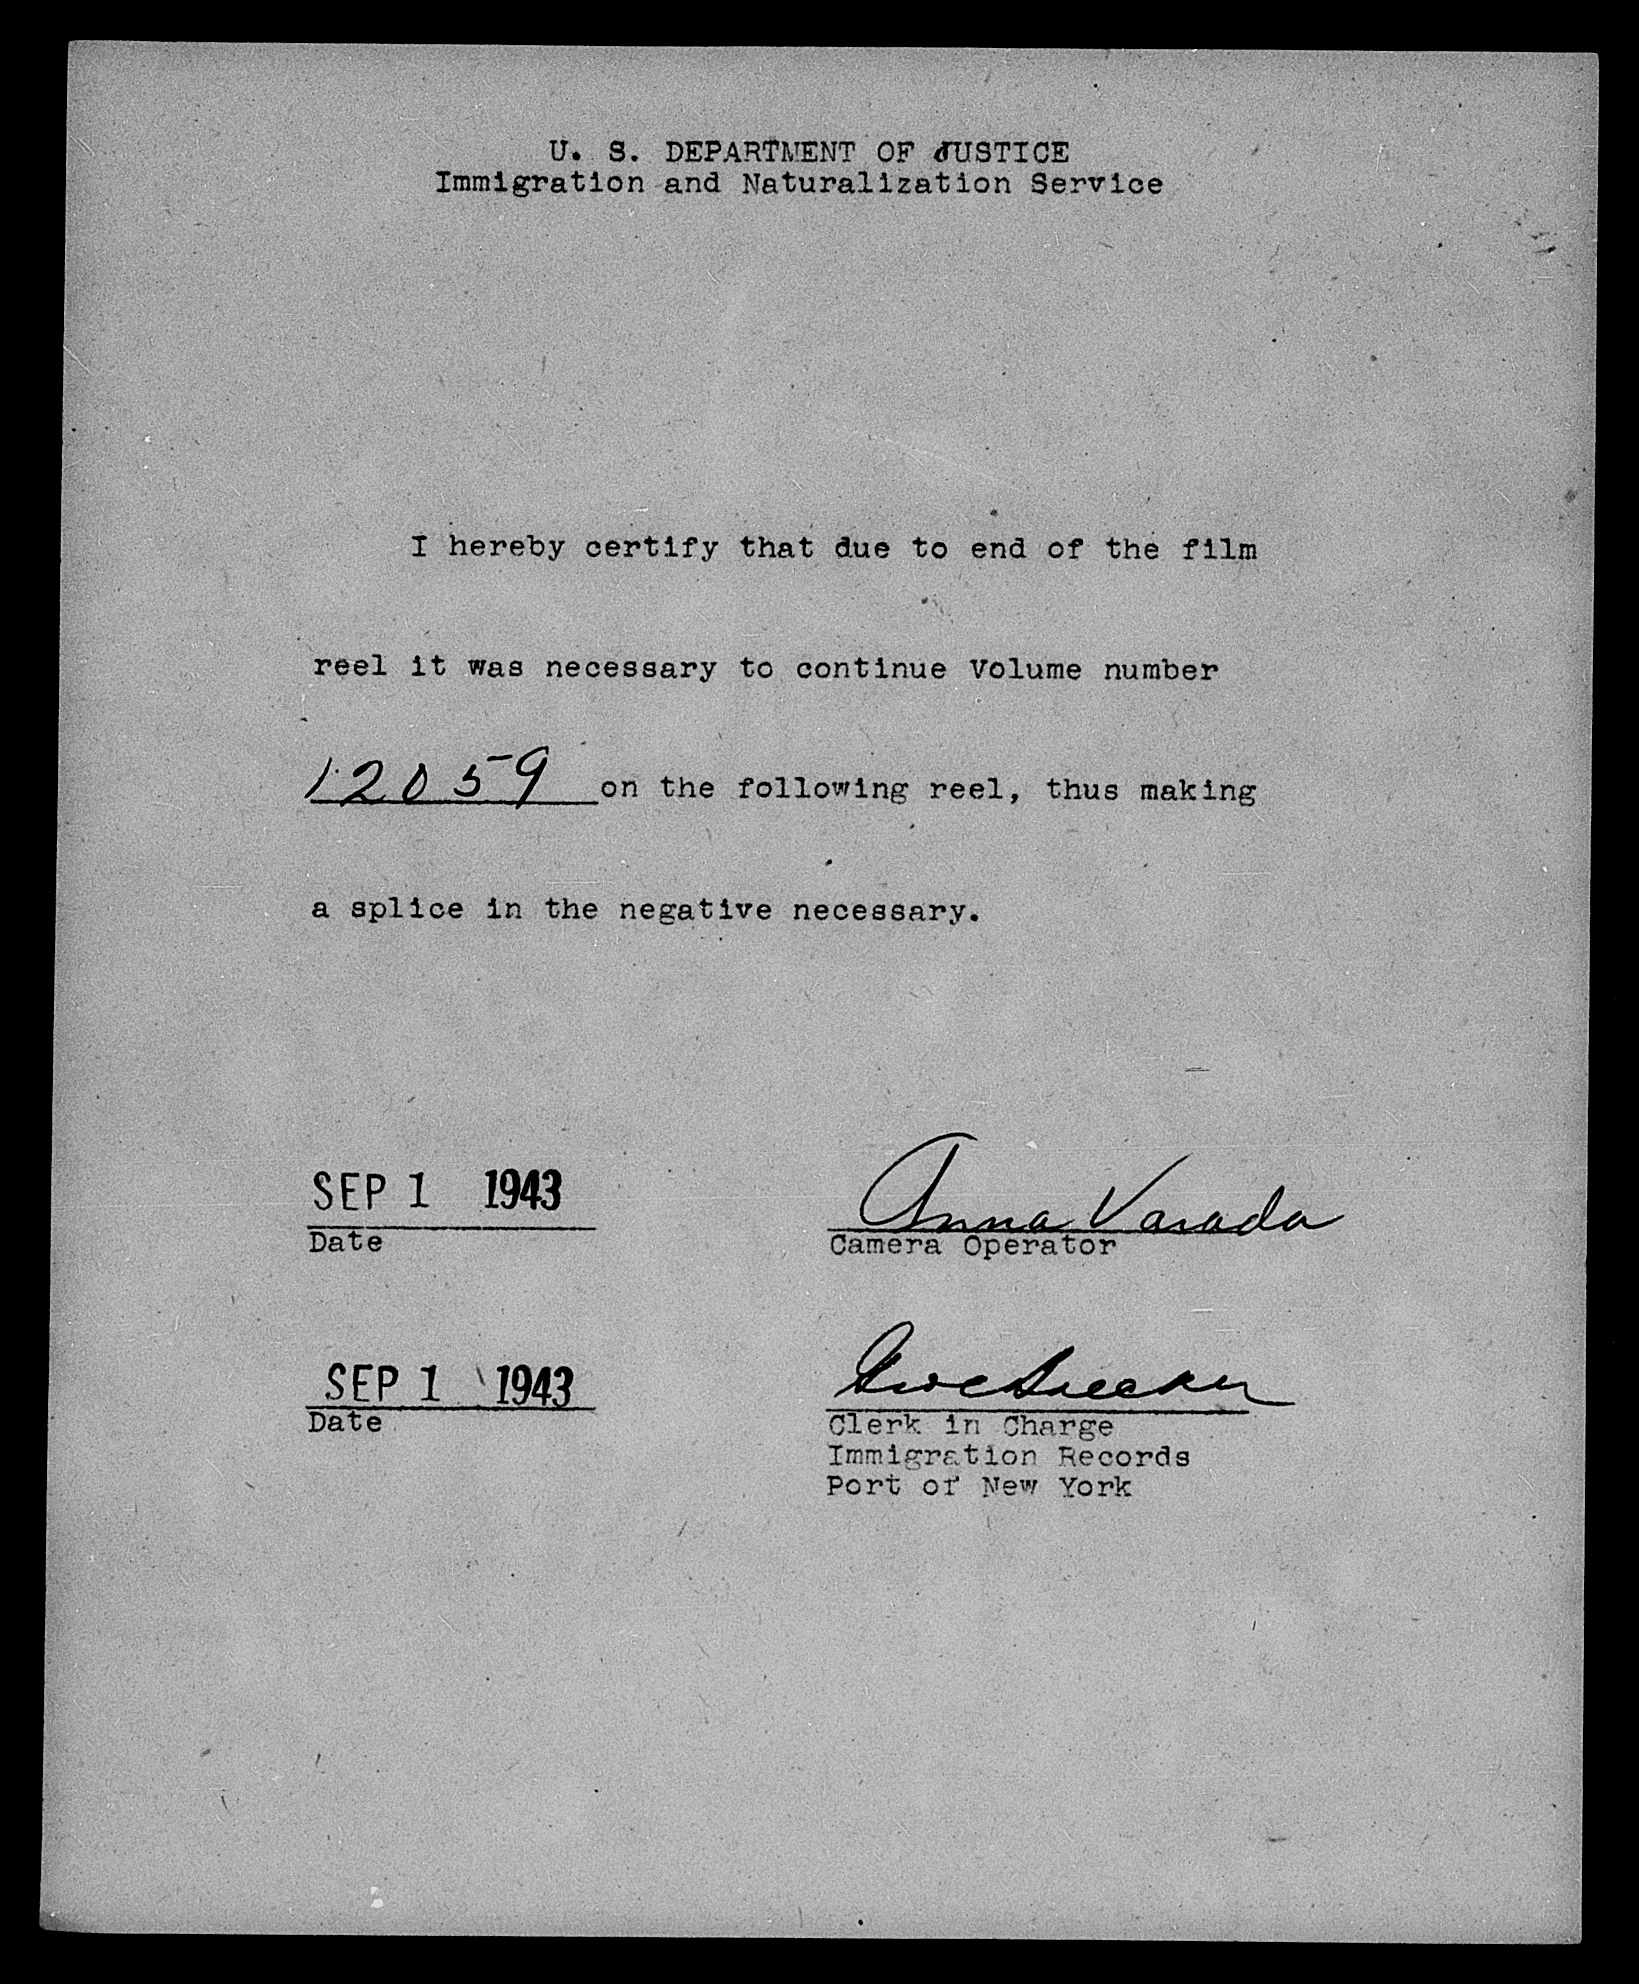 U. S. DEPARTMENT OF JUSTICE
Immigration and Naturalization Service
I hereby certify that due to end of the film
reel it was necessary to continue Volume number
12059 on the following reel, thus making
a splice in the negative necessary.
SEP 1 1943
Anna Varada
Date
Camera Operator
SEP 1 1943
Date
Clerk in Charge
Immigration Records
Port of New York